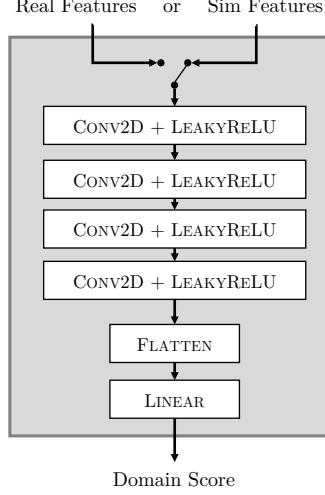 Real Features or Sim Features
CONV2D + LEAKYRELU
CONV2D + LEAKYRELU
CONV2D + LEAKYRELU
CONV2D + LEAKYRELU
FLATTEN
LINEAR
Domain Score